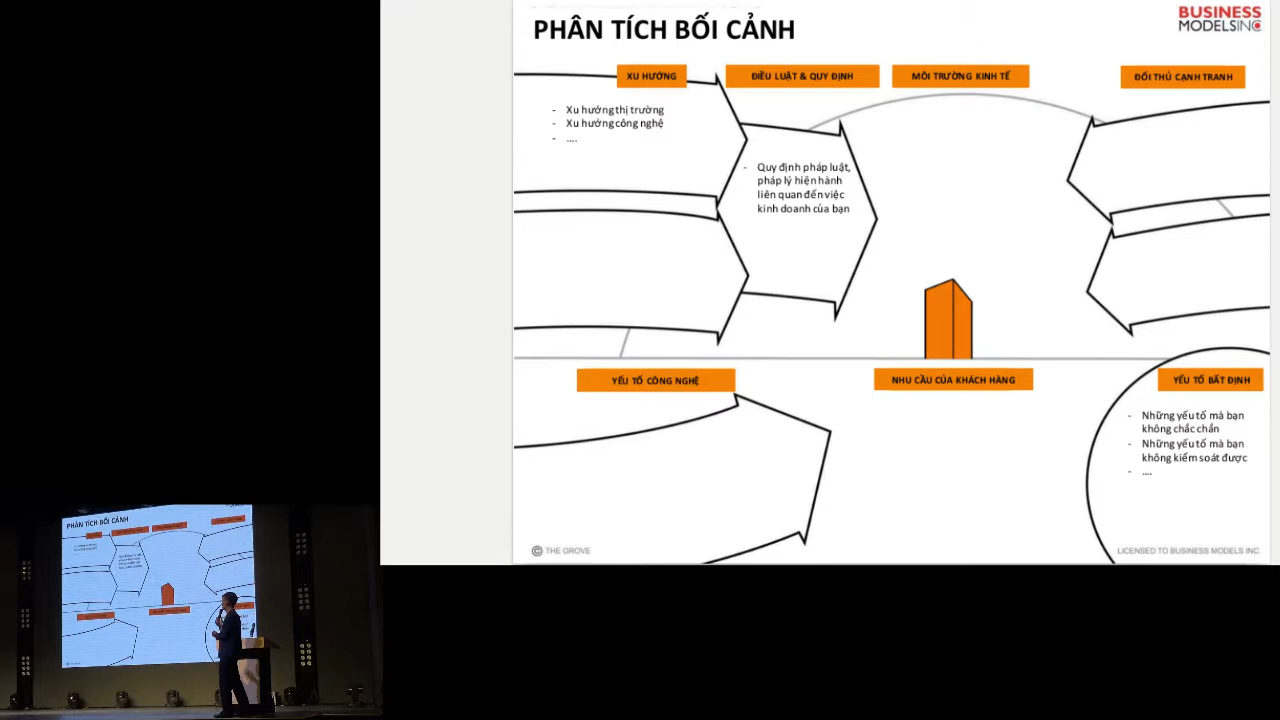 PHÂN TÍCH BỐI CẢNH
BUSINESS
MODELSINC
XU HƯỚNG
ĐIỀU LUẬT & QUY ĐỊNH
MÔI TRƯỜNG KINH TẾ
ĐỐI THỦ CẠNH TRANH
- Xu hướng thị trường
- Xu hướng công nghệ
- ....
- Quy định pháp luật,
pháp lý hiện hành
liên quan đến việc
kinh doanh của bạn
YẾU TỐ CÔNG NGHỆ
NHU CẦU CỦA KHÁCH HÀNG
YẾU TỐ BẤT ĐỊNH
- Những yếu tố mà bạn
không chắc chắn
- Những yếu tố mà bạn
không kiểm soát được
- ....
© THE GROVE
LICENSED TO BUSINESS MODELS INC.
PHÂN TÍCH BỐI CẢNH